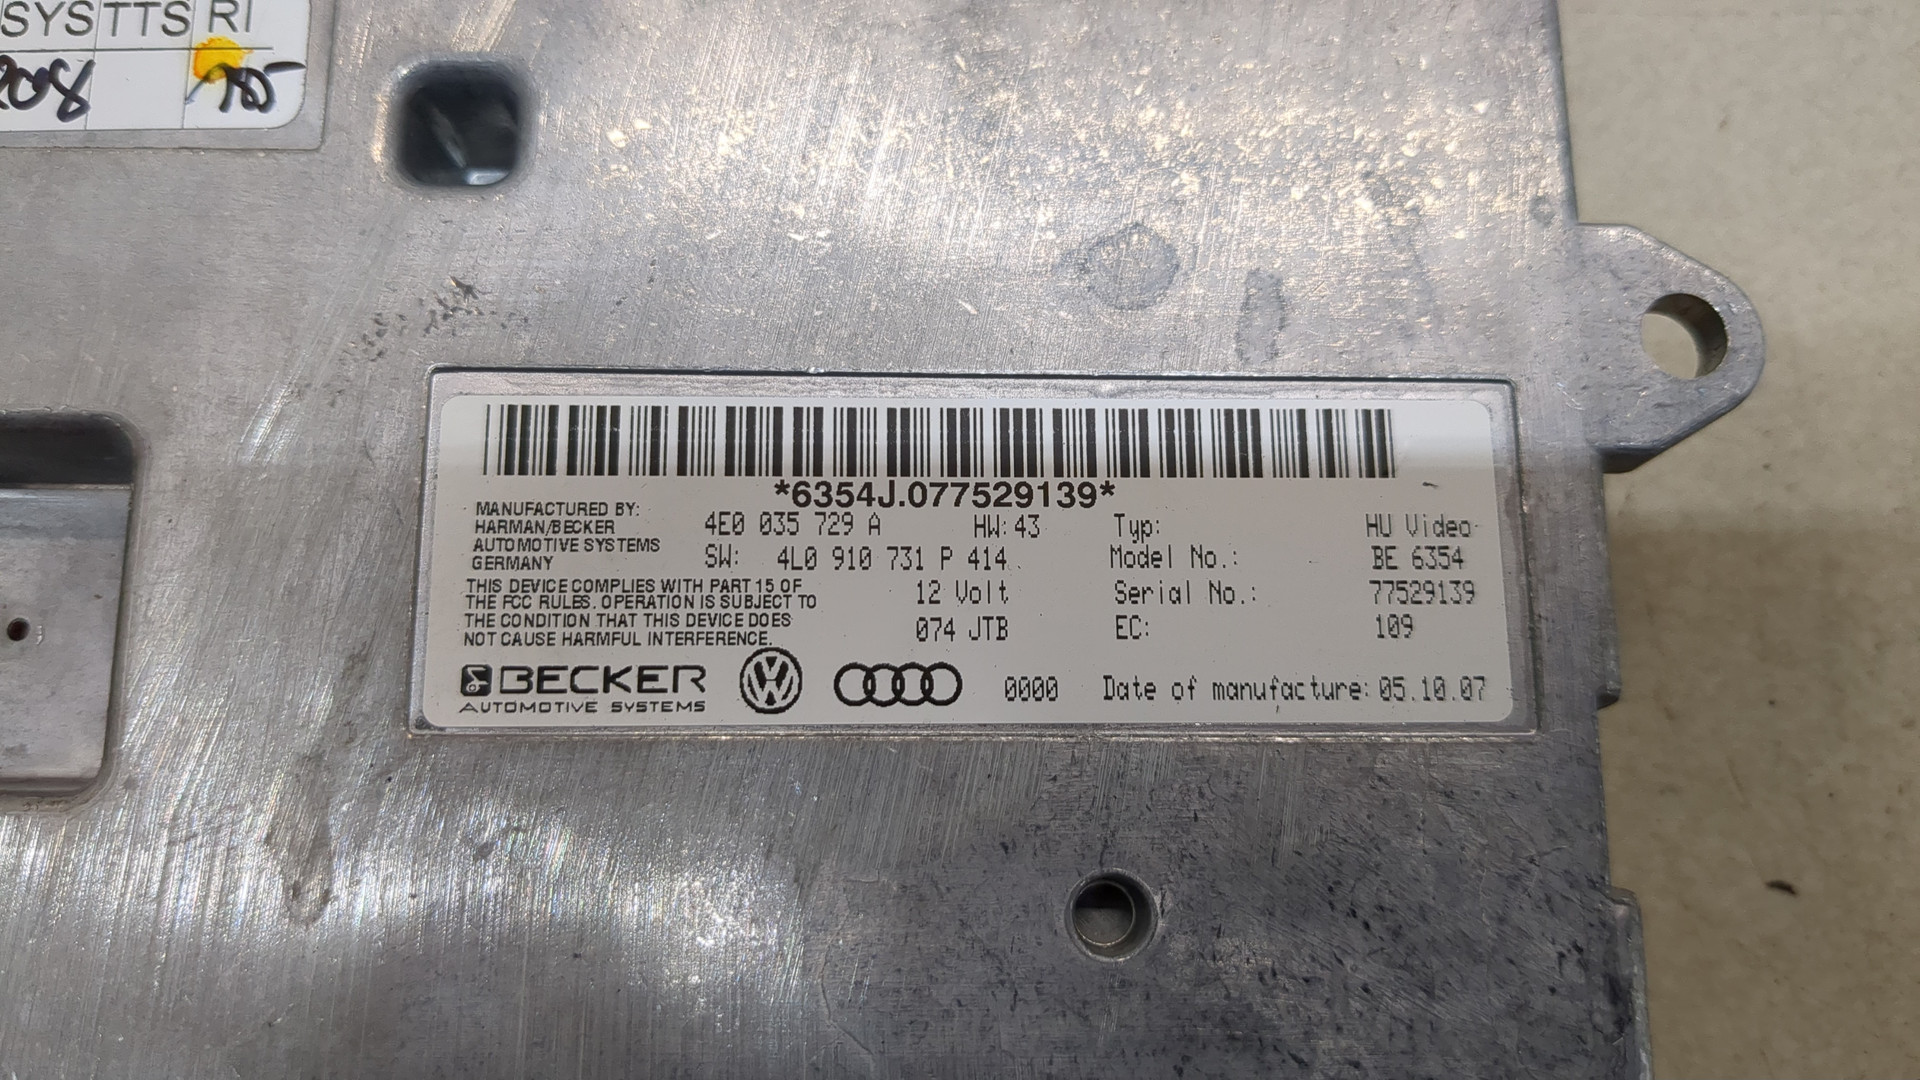 SYS TTS RI
208
*6354J.077529139*
MANUFACTURED BY:
HARMAN/BECKER
AUTOMOTIVE SYSTEMS
GERMANY
4E0 035 729 A HW: 43
SW: 4L0 910 731 P 414
12 Volt
074 JTB
THIS DEVICE COMPLIES WITH PART 15 OF
THE FCC RULES. OPERATION IS SUBJECT TO
THE CONDITION THAT THIS DEVICE DOES
NOT CAUSE HARMFUL INTERFERENCE.
Typ: HU Video
Model No.: BE 6354
Serial No.: 77529139
EC: 109
BECKER
AUTOMOTIVE SYSTEMS
VW
0000 Date of manufacture: 05.10.07